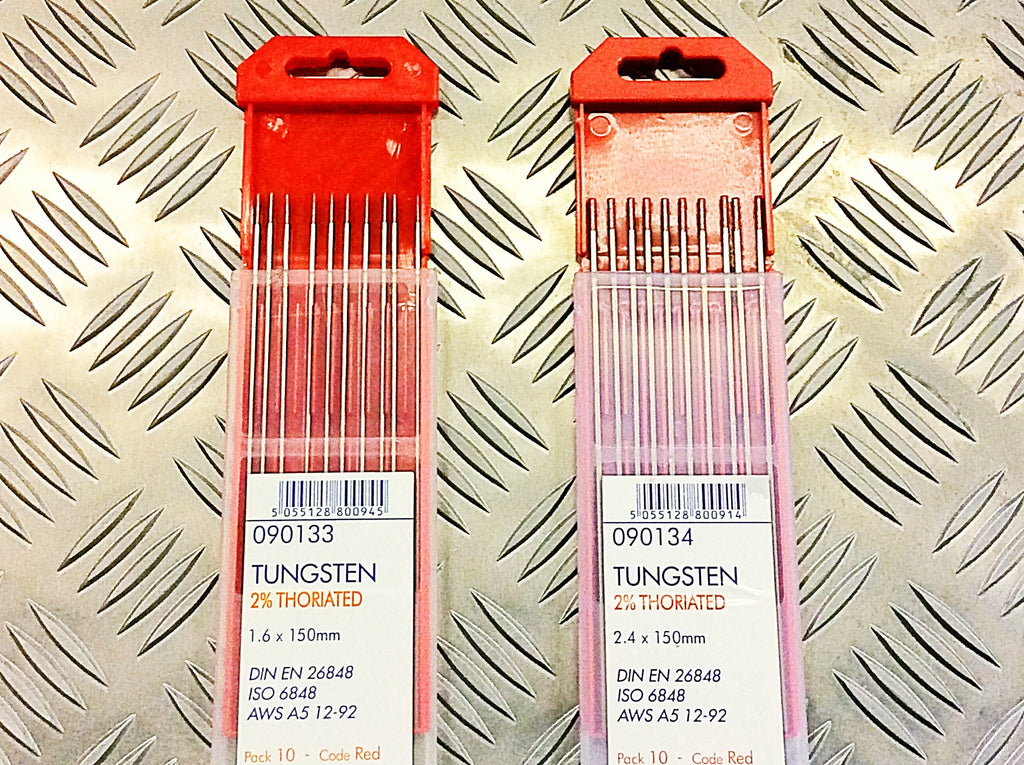 5 055128 800945
090133
TUNGSTEN
2% THORIATED
1.6 x 150mm
DIN EN 26848
ISO 6848
AWS A5 12-92
Pack 10 - Code Red
5 055128 800914
090134
TUNGSTEN
2% THORIATED
2.4 x 150mm
DIN EN 26848
ISO 6848
AWS A5 12-92
Pack 10 - Code Red